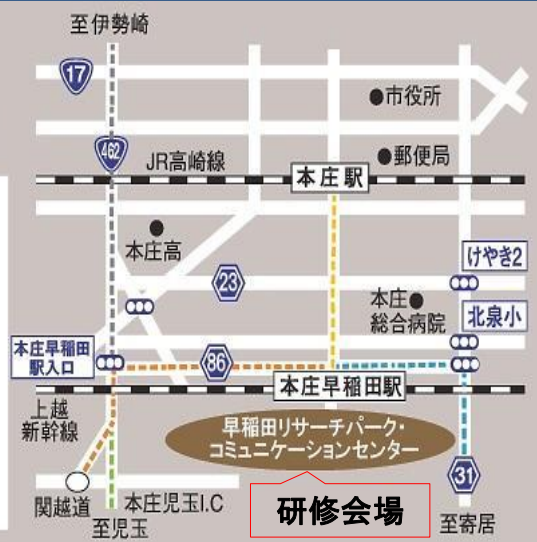 至伊勢崎
17
●市役所
462
JR高崎線
●郵便局
本庄駅
本庄高
けやき2
23
本庄●
総合病院
北泉小
本庄早稲田
駅入口
86
本庄早稲田駅
上越
新幹線
早稲田リサーチパーク・
コミュニケーションセンター
31
関越道
本庄児玉I.C
研修会場
至児玉
至寄居